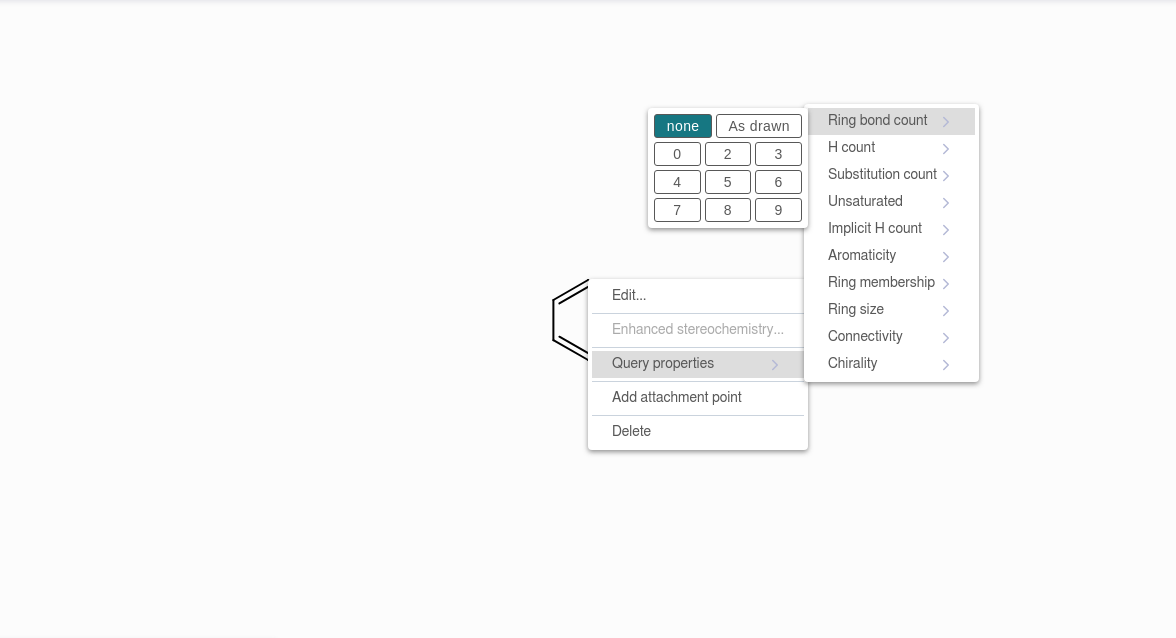 none As drawn
0 2 3
4 5 6
7 8 9
Ring bond count
H count
Substitution count
Unsaturated
Implicit H count
Aromaticity
Ring membership
Ring size
Connectivity
Chirality
Edit...
Enhanced stereochemistry...
Query properties
Add attachment point
Delete